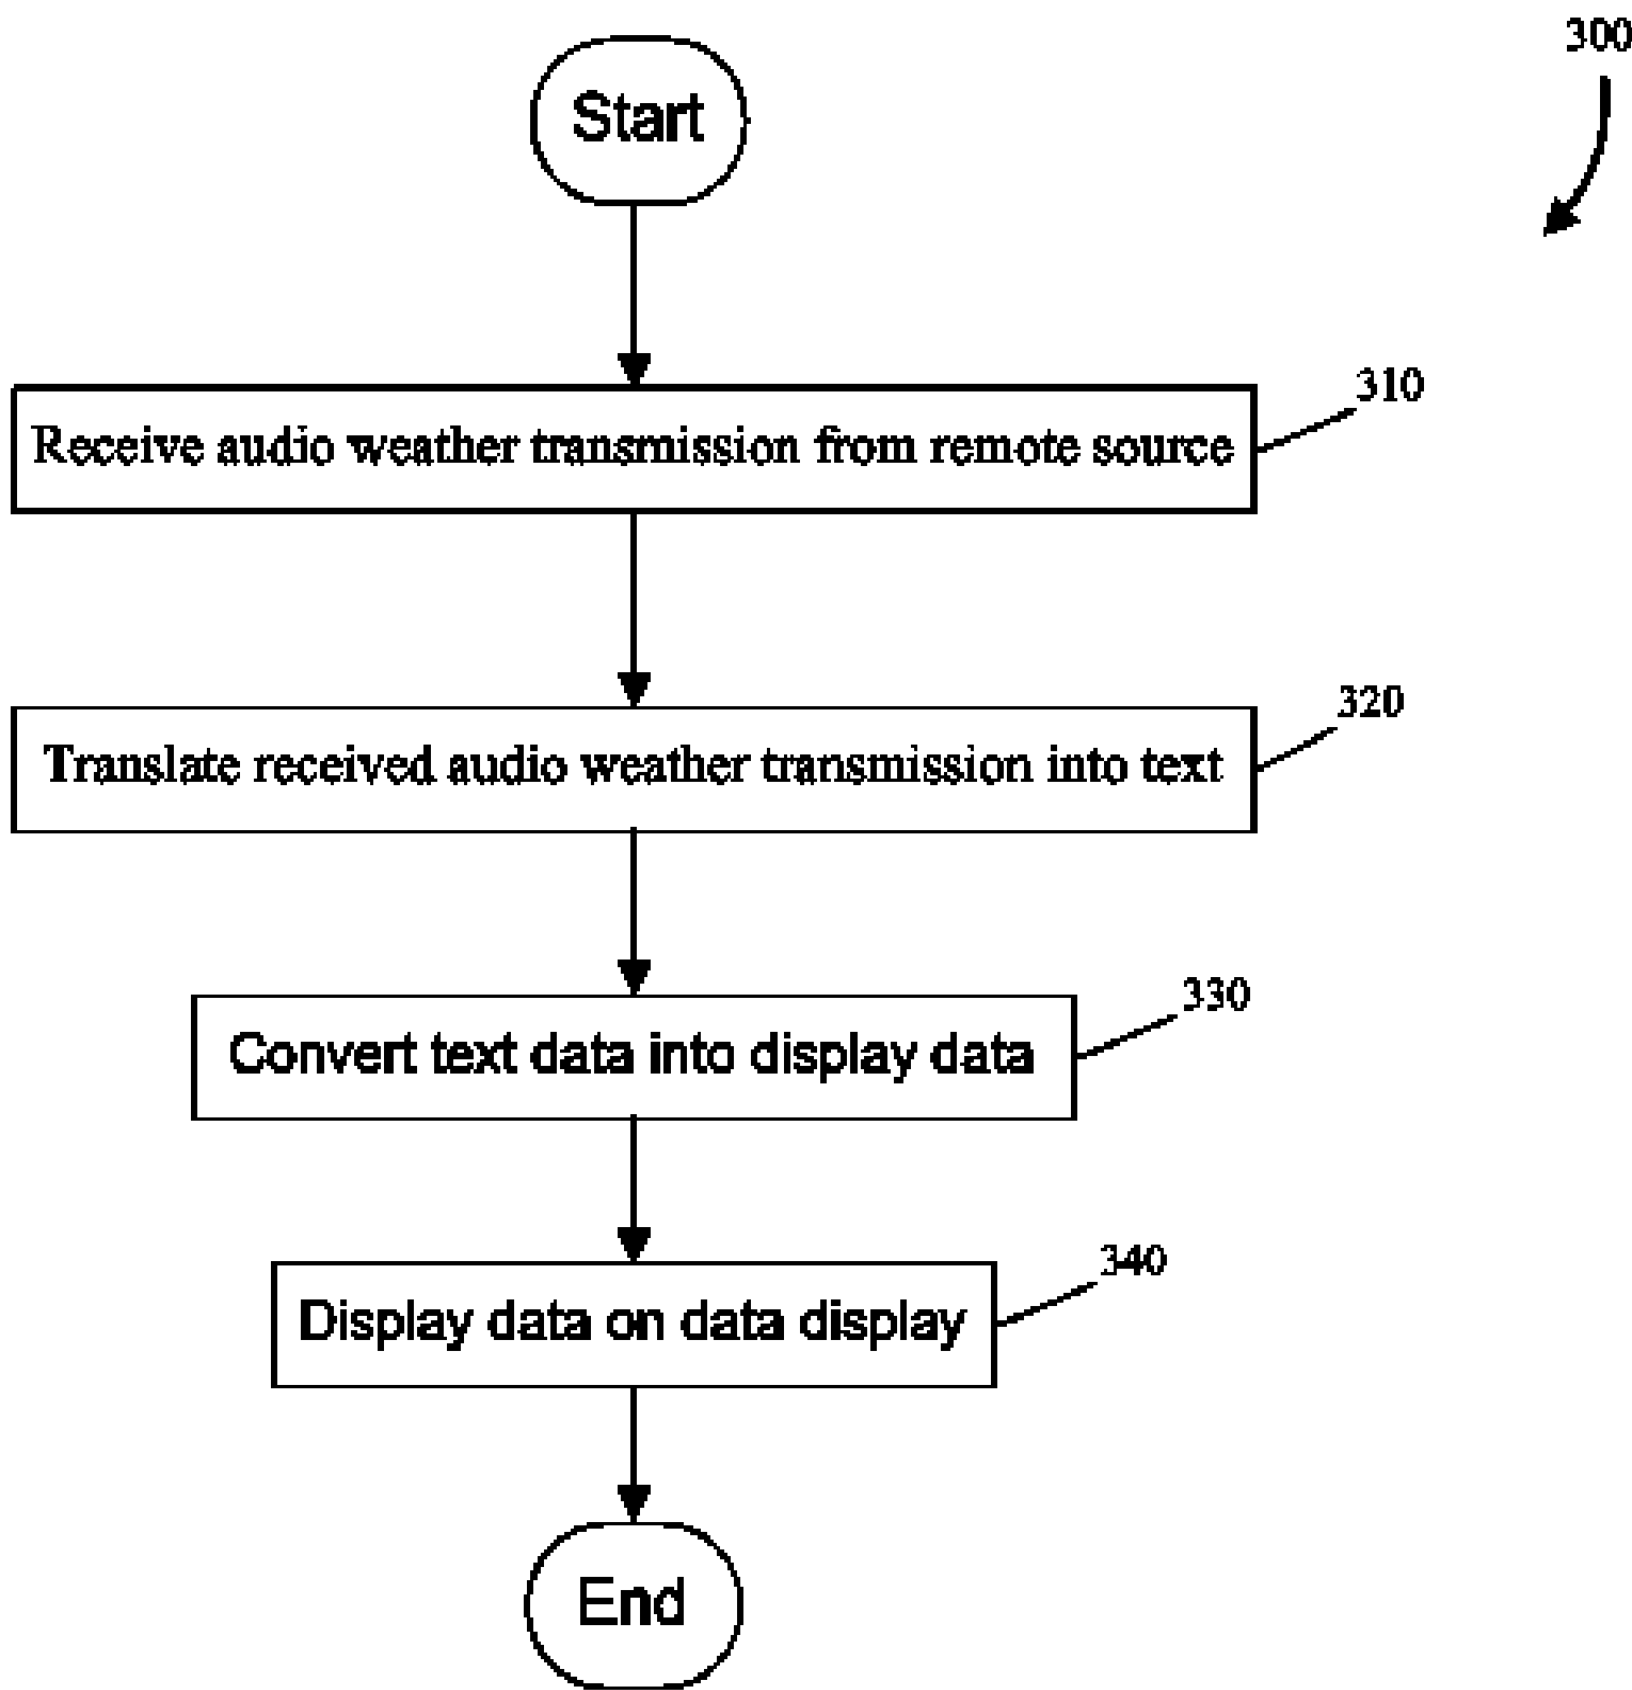 300
Start
310
Receive audio weather transmission from remote source
320
Translate received audio weather transmission into text
330
Convert text data into display data
340
Display data on data display
End